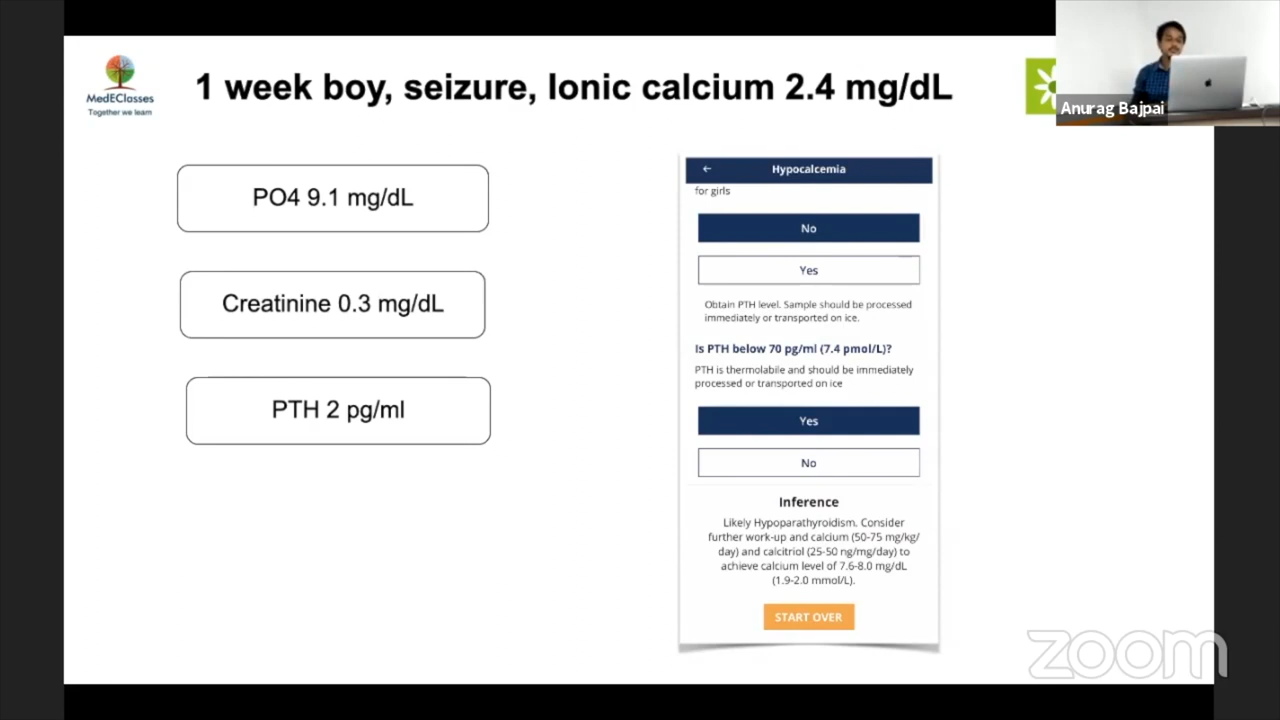 1 week boy, seizure, Ionic calcium 2.4 mg/dL
MedEClasses
Together we learn
Anurag Bajpai
PO4 9.1 mg/dL
Creatinine 0.3 mg/dL
PTH 2 pg/ml
← Hypocalcemia
for girls
No
Yes
Obtain PTH level. Sample should be processed
immediately or transported on ice.
Is PTH below 70 pg/ml (7.4 pmol/L)?
PTH is thermolabile and should be immediately
processed or transported on ice
Yes
No
Inference
Likely Hypoparathyroidism. Consider
further work-up and calcium (50-75 mg/kg/
day) and calcitriol (25-50 ng/mg/day) to
achieve calcium level of 7.6-8.0 mg/dL
(1.9-2.0 mmol/L).
START OVER
zoom